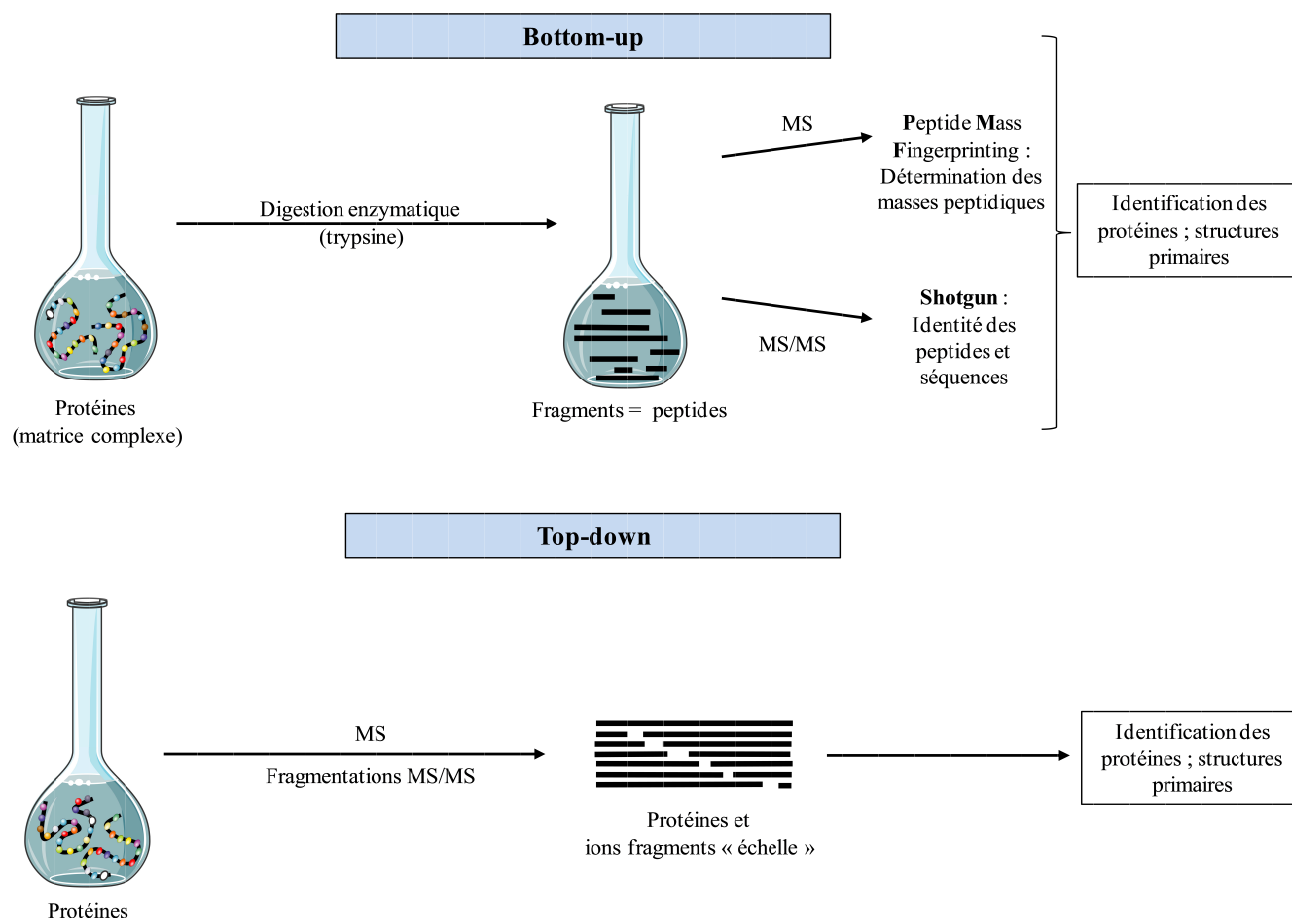 Bottom-up
Digestion enzymatique
(trypsine)
Protéines
(matrice complexe)
Fragments = peptides
MS
MS/MS
Peptide Mass
Fingerprinting :
Détermination des
masses peptidiques
Shotgun :
Identité des
peptides et
séquences
Identification des
protéines ; structures
primaires
Top-down
MS
Fragmentations MS/MS
Protéines
Protéines et
ions fragments « échelle »
Identification des
protéines ; structures
primaires